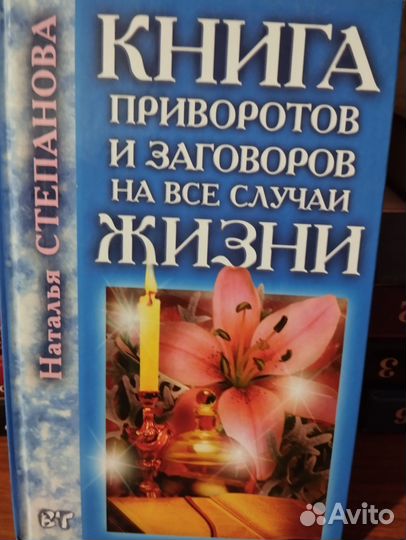 Наталья СТЕПАНОВА
КНИГА
ПРИВОРОТОВ
И ЗАГОВОРОВ
НА ВСЕ СЛУЧАИ
ЖИЗНИ
Avito